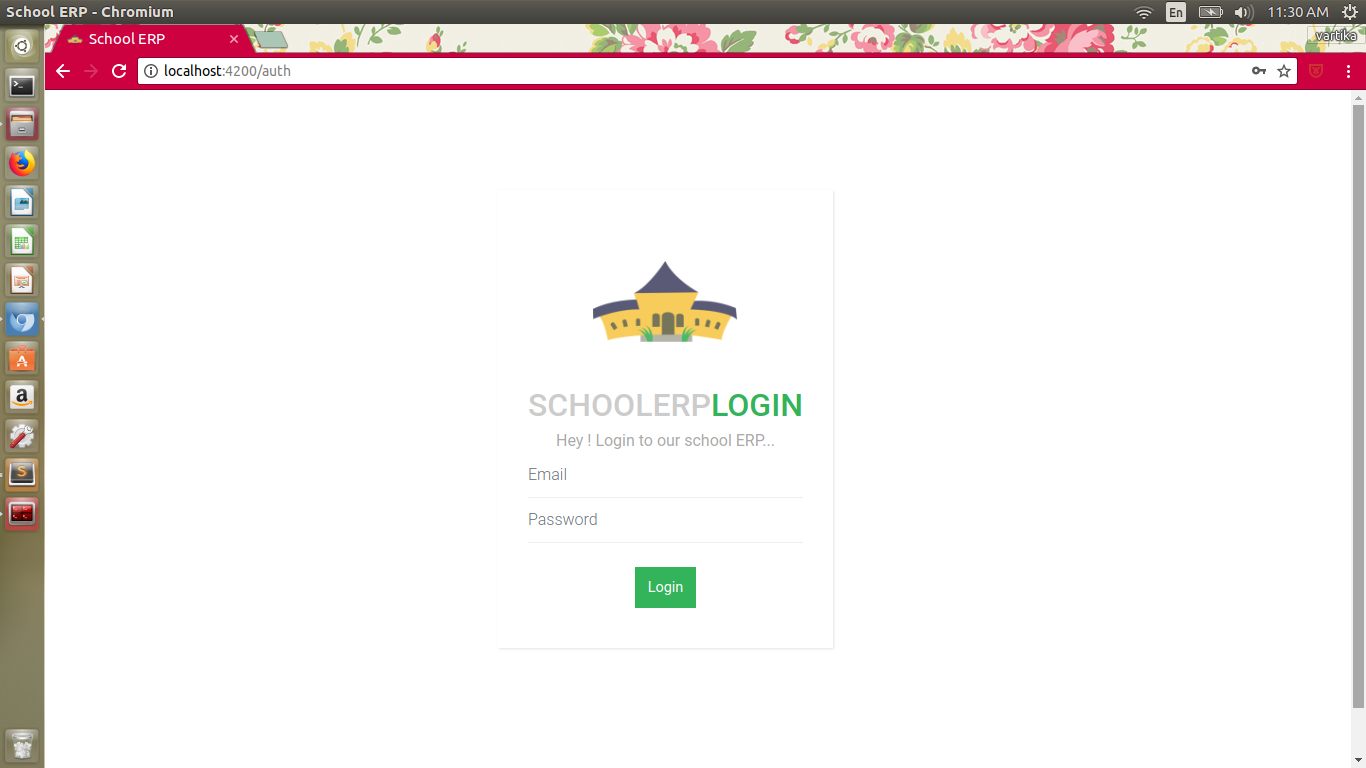 School ERP - Chromium
En
11:30 AM
School ERP
vartika
localhost:4200/auth
SCHOOLERPLOGIN
Hey ! Login to our school ERP...
Email
Password
Login